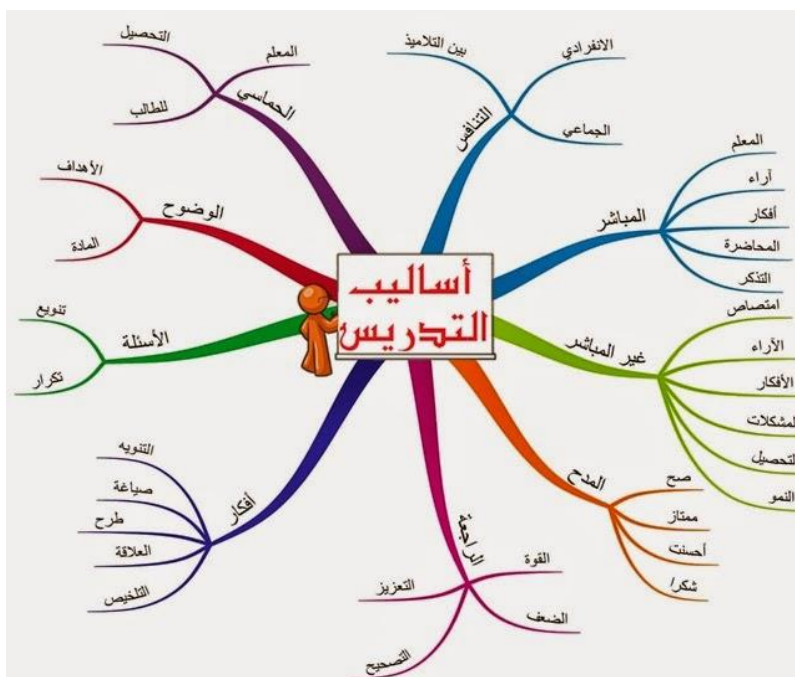 أساليب
التدريس
المباشر
المعلم
آراء
أفكار
المحاضرة
التذكر
غير المباشر
امتصاص
الآراء
الأفكار
لمشكلات
لتحصيل
النمو
المدح
صح
ممتاز
أحسنت
شكرا
الراجعة
القوة
الضعف
التعزيز
التصحيح
أفكار
التنويه
صياغة
طرح
العلاقة
التلخيص
الأسئلة
تنويع
تكرار
الوضوح
الأهداف
المادة
الحماسي
المعلم
التحصيل
للطالب
التنافس
الانفرادي
بين التلاميذ
الجماعي